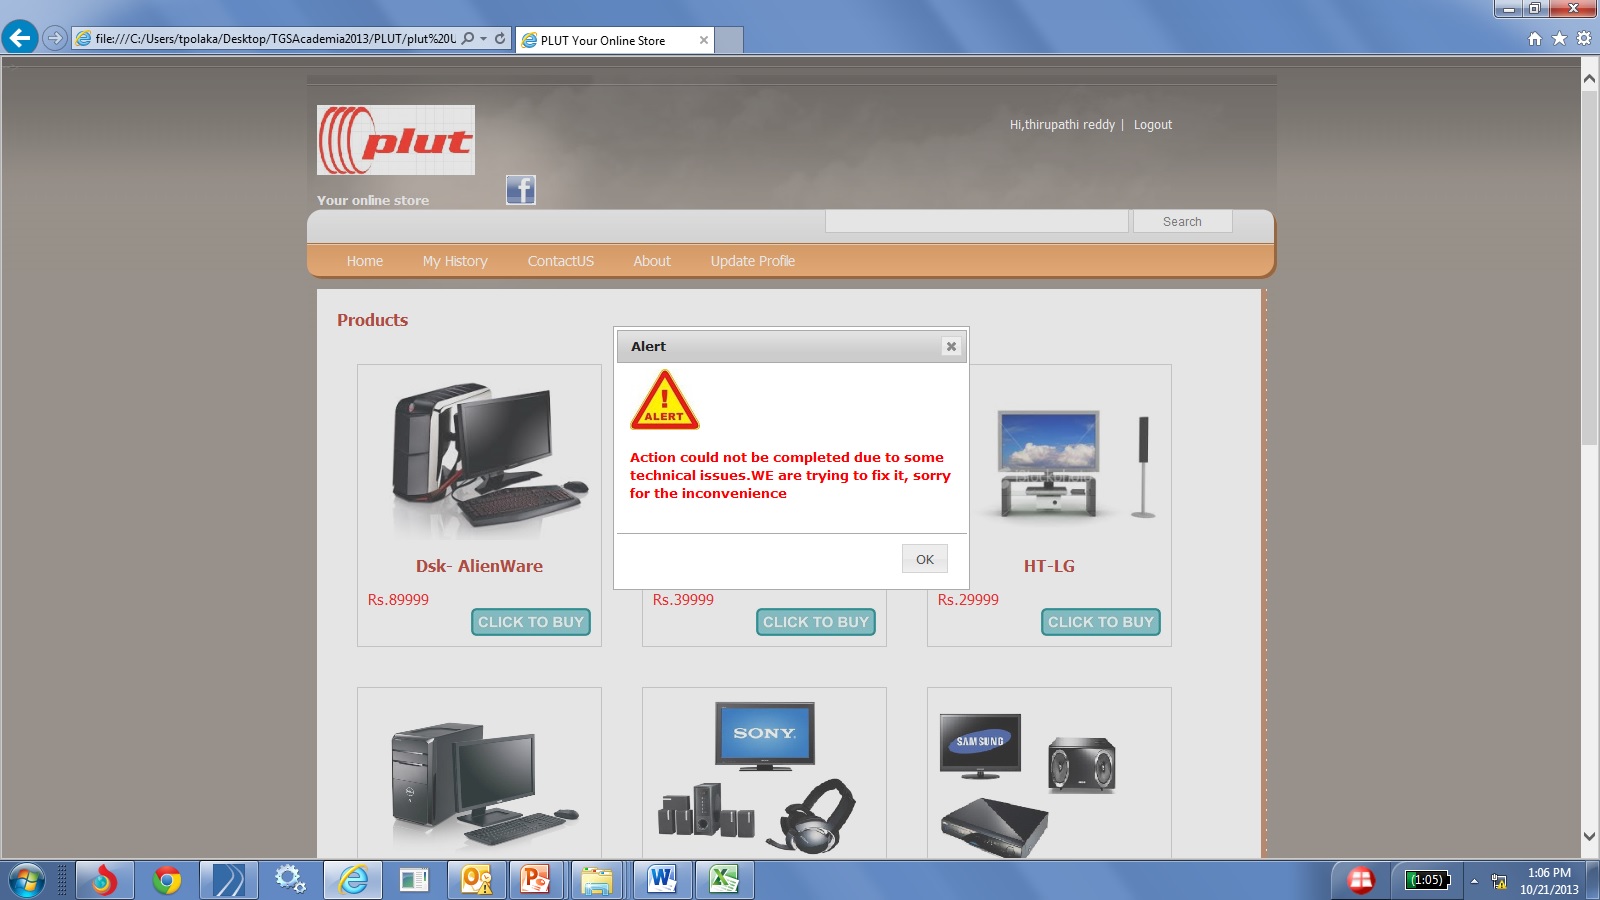 file:///C:/Users/tpolaka/Desktop/TGSAcademia2013/PLUT/plut%20U
PLUT Your Online Store
plut
Hi,thirupathi reddy | Logout
Your online store
f
Search
Home My History ContactUS About Update Profile
Products
Alert
!
ALERT
Action could not be completed due to some
technical issues.WE are trying to fix it, sorry
for the inconvenience
OK
Dsk- AlienWare
HT-LG
Rs.89999
Rs.39999
Rs.29999
CLICK TO BUY
CLICK TO BUY
CLICK TO BUY
SONY
SAMSUNG
(1:05)
1:06 PM
10/21/2013